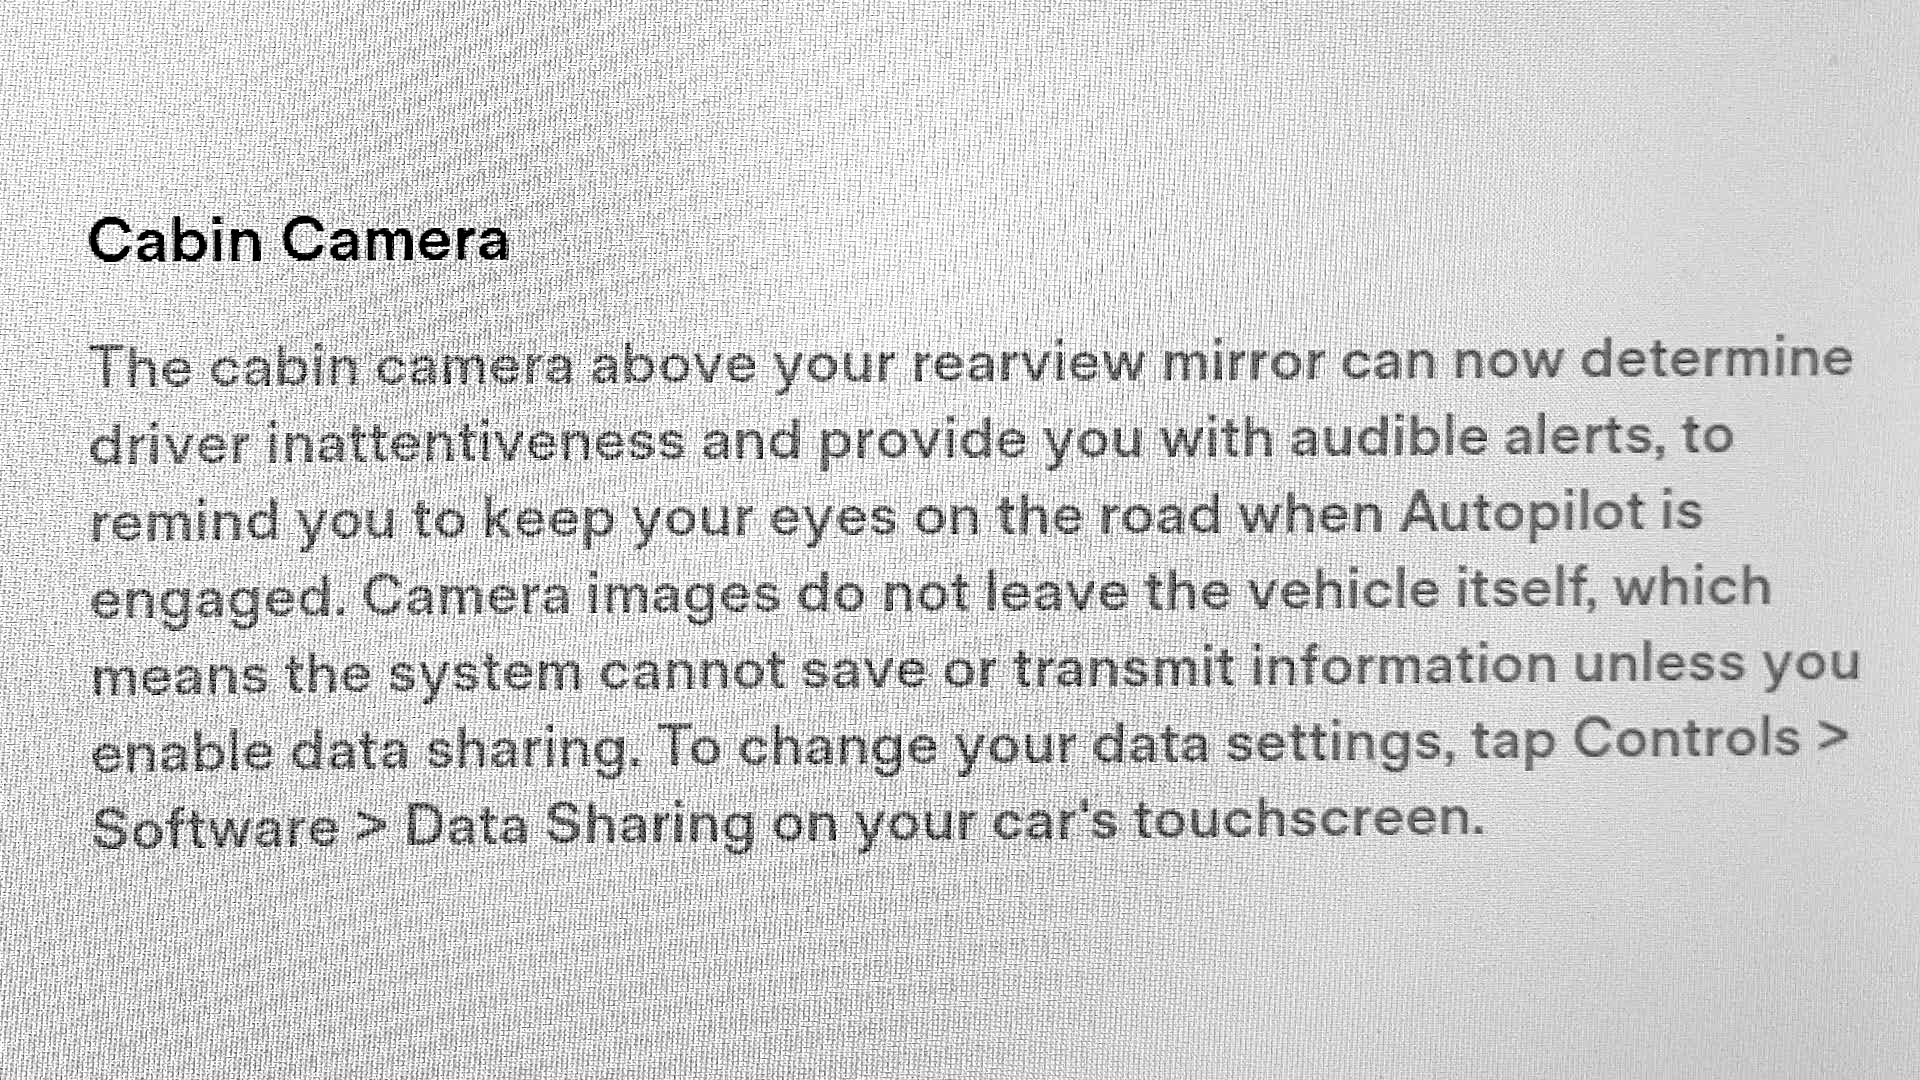 Cabin Camera
The cabin camera above your rearview mirror can now determine
driver inattentiveness and provide you with audible alerts, to
remind you to keep your eyes on the road when Autopilot is
engaged. Camera images do not leave the vehicle itself, which
means the system cannot save or transmit information unless you
enable data sharing. To change your data settings, tap Controls >
Software > Data Sharing on your car's touchscreen.